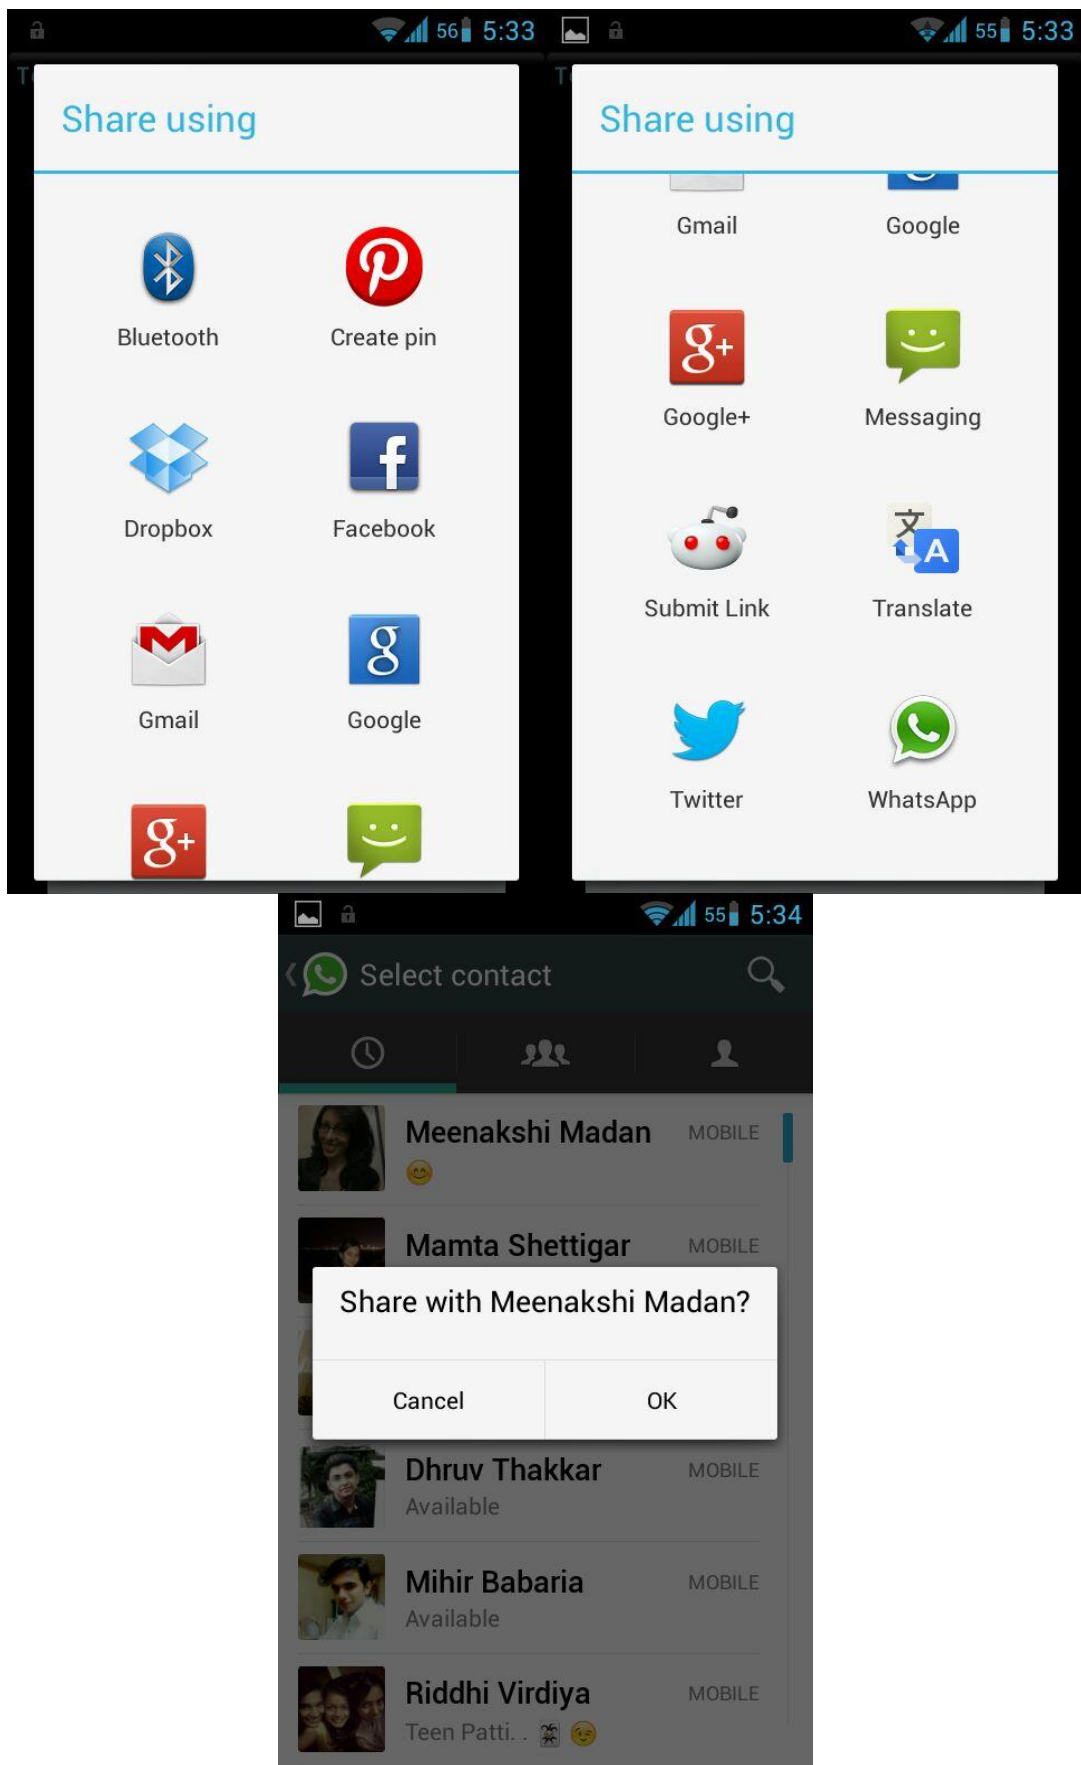 56 5:33
T
Share using
Bluetooth Create pin
Dropbox Facebook
Gmail Google
55 5:33
T
Share using
Gmail Google
Google+ Messaging
Submit Link Translate
Twitter WhatsApp
55 5:34
Select contact
Meenakshi Madan MOBILE
Mamta Shettigar MOBILE
Share with Meenakshi Madan?
Cancel OK
Dhruv Thakkar MOBILE
Available
Mihir Babaria MOBILE
Available
Riddhi Virdiya MOBILE
Teen Patti. .